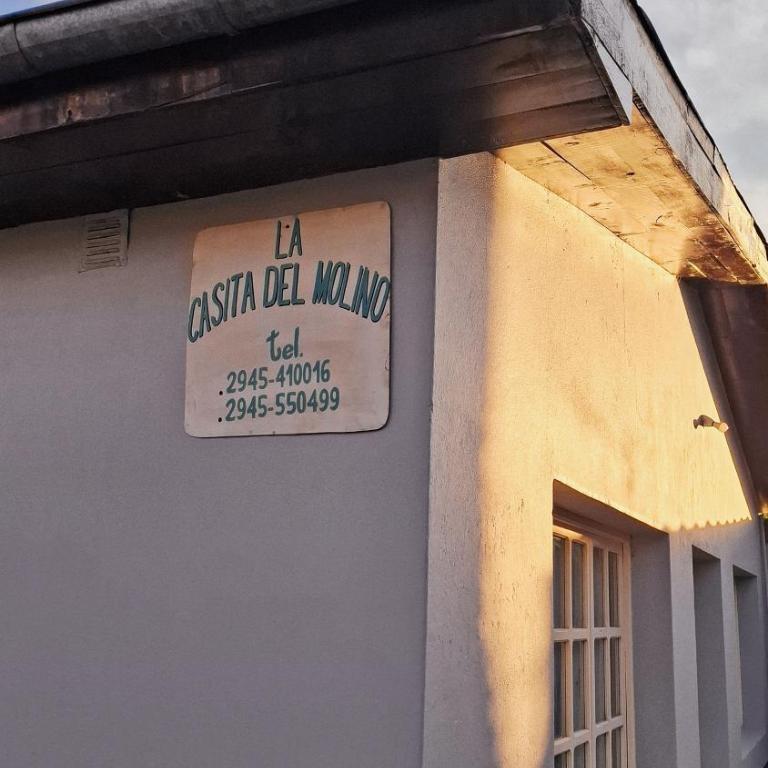 LA
CASITA DEL MOLINO
tel.
.2945-410016
.2945-550499